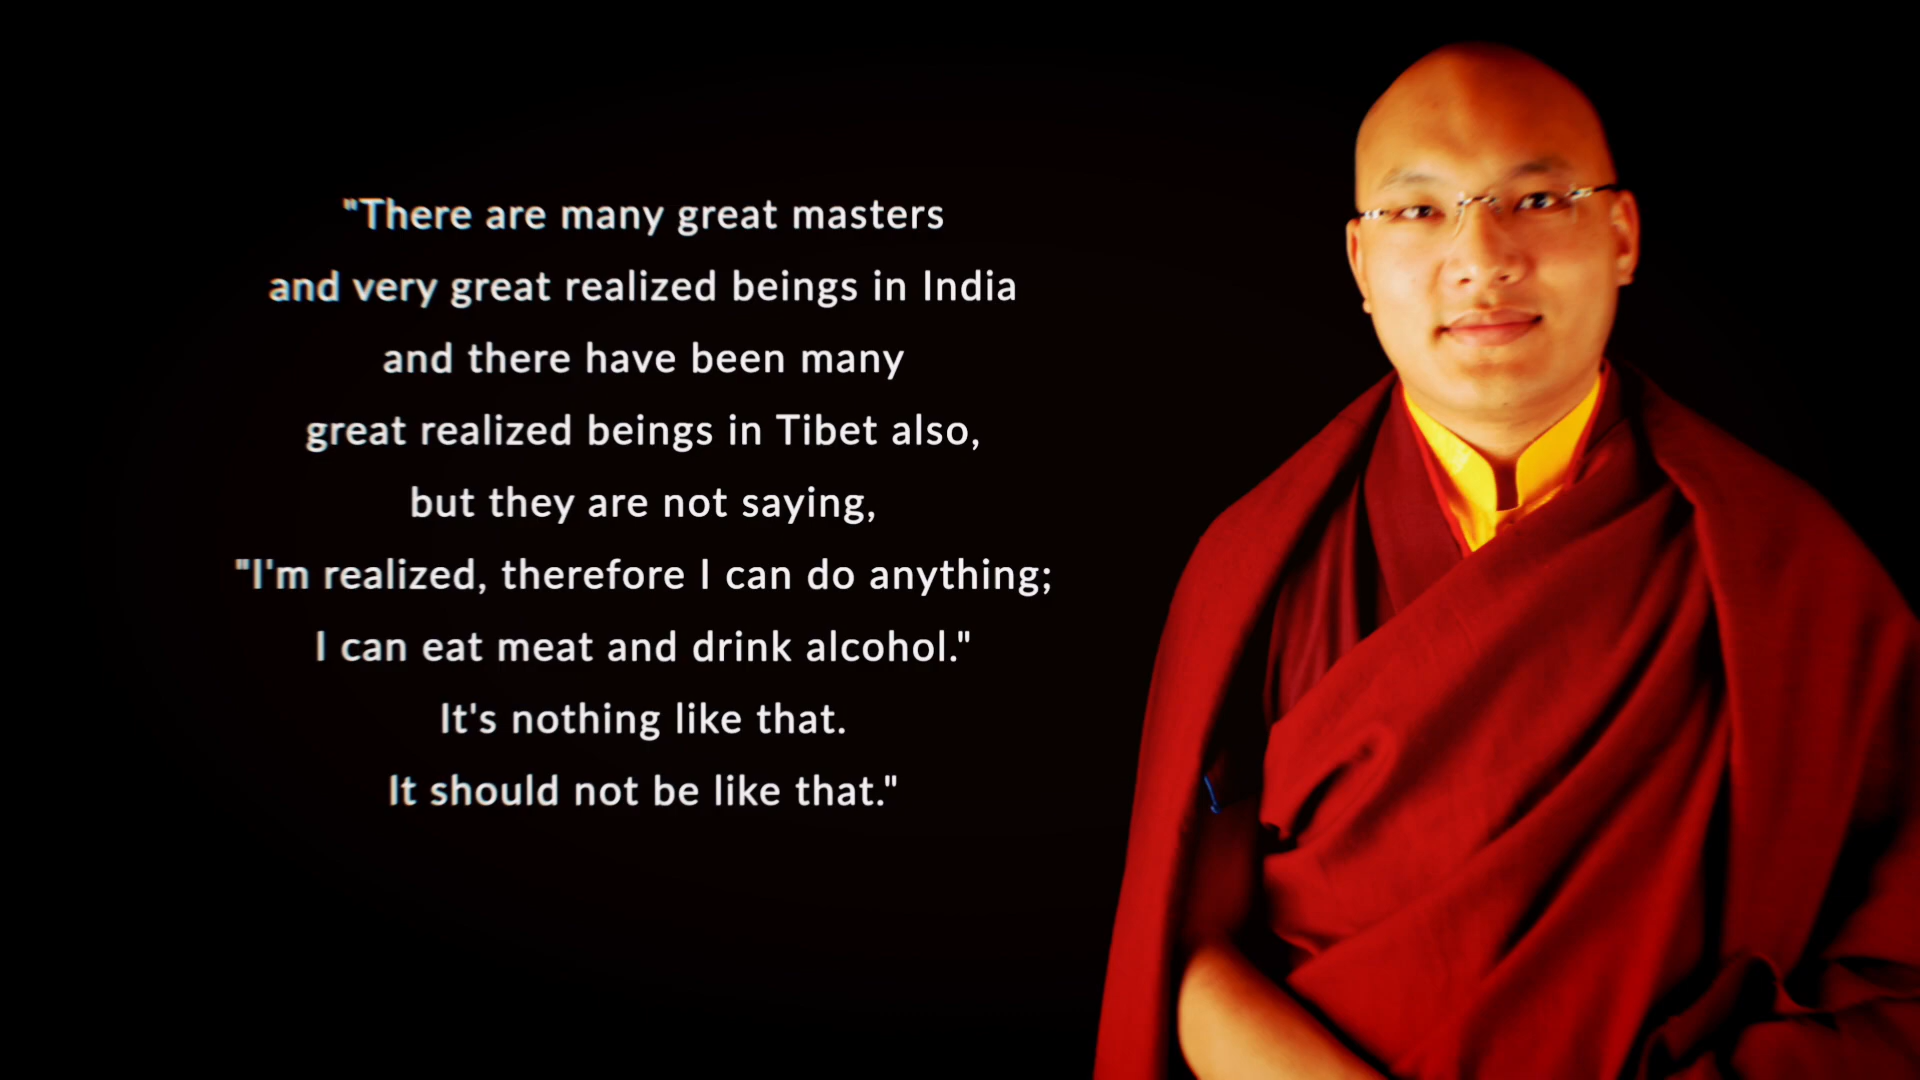 "There are many great masters
and very great realized beings in India
and there have been many
great realized beings in Tibet also,
but they are not saying,
"I'm realized, therefore I can do anything;
I can eat meat and drink alcohol."
It's nothing like that.
It should not be like that."